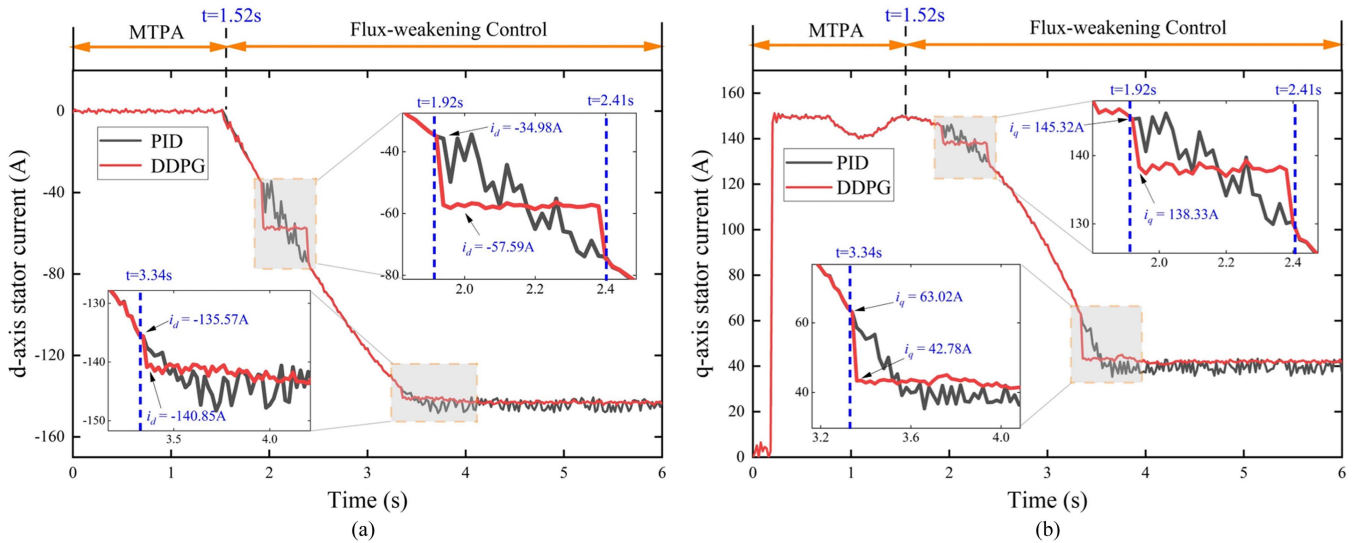 t=1.52s
MTPA
Flux-weakening Control
0
-40
-80
-120
-160
d-axis stator current (A)
PID
DDPG
t=1.92s
t=2.41s
i_d = -34.98A
i_d = -57.59A
-40
-60
-80
2.0
2.2
2.4
t=3.34s
i_d = -135.57A
i_d = -140.85A
-130
-140
-150
3.5
4.0
0
1
2
3
4
5
6
Time (s)
(a)
t=1.52s
MTPA
Flux-weakening Control
160
140
120
100
80
60
40
20
0
q-axis stator current (A)
PID
DDPG
t=1.92s
t=2.41s
i_q = 145.32A
i_q = 138.33A
140
130
2.0
2.2
2.4
t=3.34s
i_q = 63.02A
i_q = 42.78A
60
40
3.2
3.6
4.0
0
1
2
3
4
5
6
Time (s)
(b)